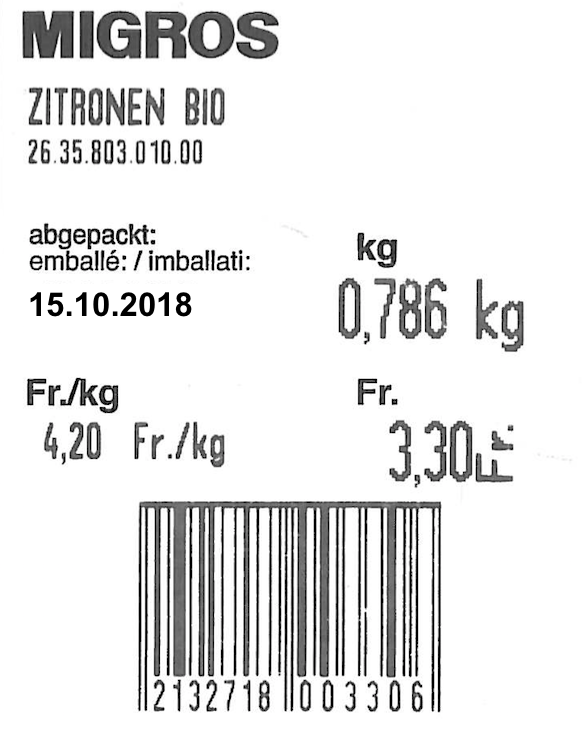 MIGROS
ZITRONEN BIO
26.35.803.010.00
abgepackt:
emballé: / imballati:
15.10.2018
kg
0,786 kg
Fr./kg
4,20 Fr./kg
Fr.
3,30Fr.
2132718 003306